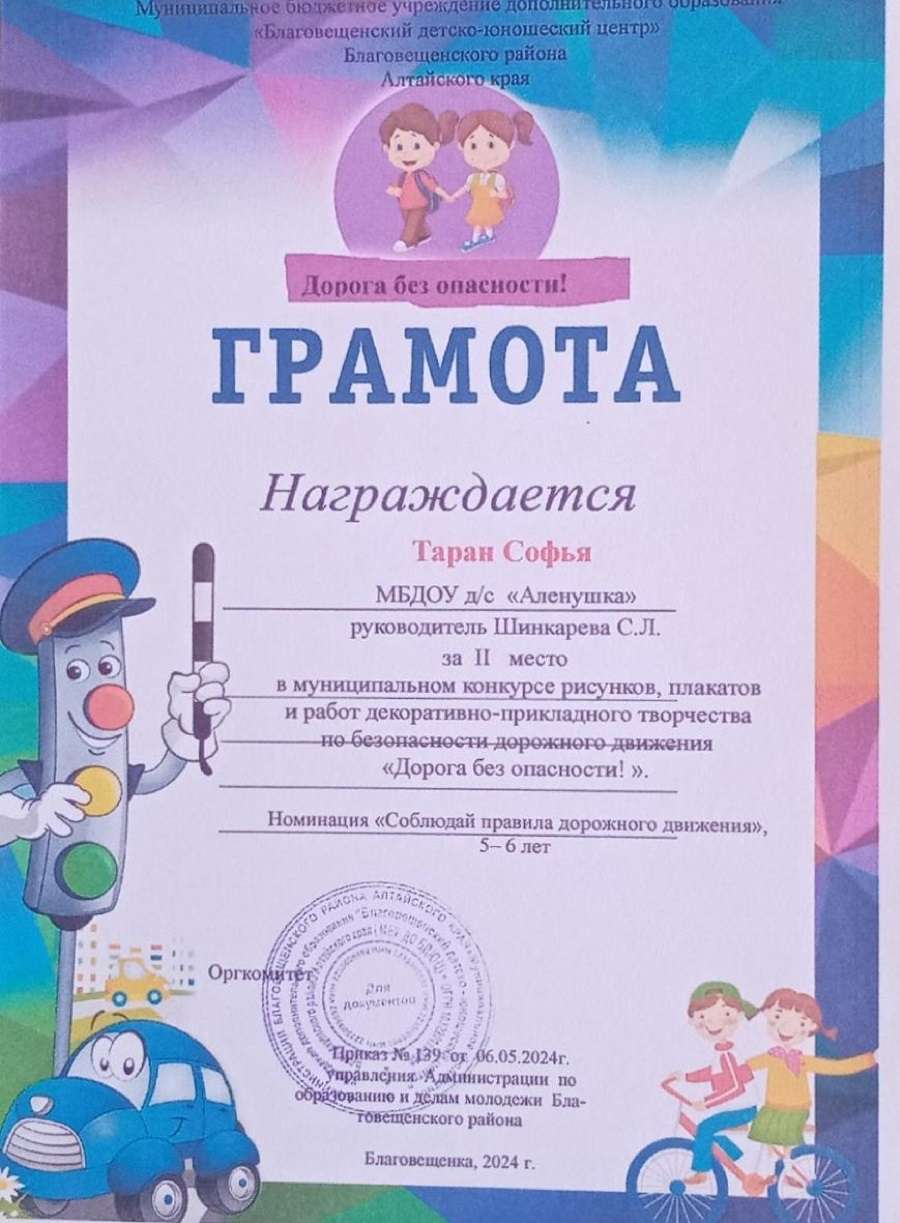 Муниципальное бюджетное учреждение дополнительного образования
«Благовещенский детско-юношеский центр»
Благовещенского района
Алтайского края
Дорога без опасности!
ГРАМОТА
Награждается
Таран Софья
МБДОУ д/с «Аленушка»
руководитель Шинкарева С.Л.
за II место
в муниципальном конкурсе рисунков, плакатов
и работ декоративно-прикладного творчества
по безопасности дорожного движения
«Дорога без опасности! ».
Номинация «Соблюдай правила дорожного движения»,
5– 6 лет
Оргкомитет
Для
документов
Приказ № 139 от 06.05.2024г.
управления Администрации по
образованию и делам молодежи Бла-
говещенского района
Благовещенка, 2024 г.